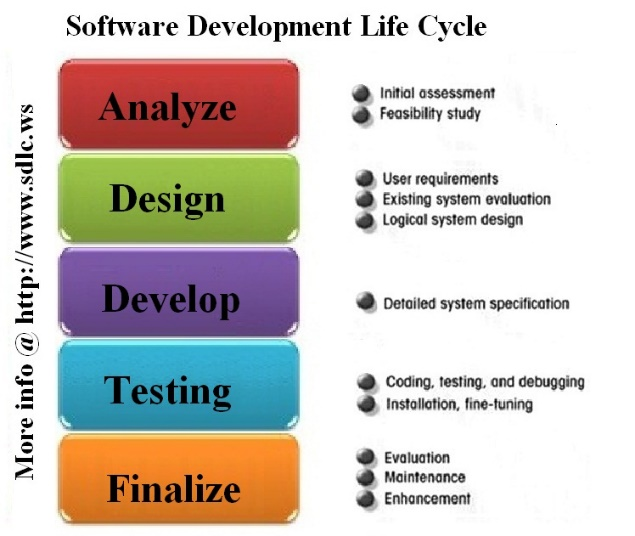 Software Development Life Cycle
More info @ http://www.sdlc.ws
Analyze
Initial assessment
Feasibility study
Design
User requirements
Existing system evaluation
Logical system design
Develop
Detailed system specification
Testing
Coding, testing, and debugging
Installation, fine-tuning
Finalize
Evaluation
Maintenance
Enhancement